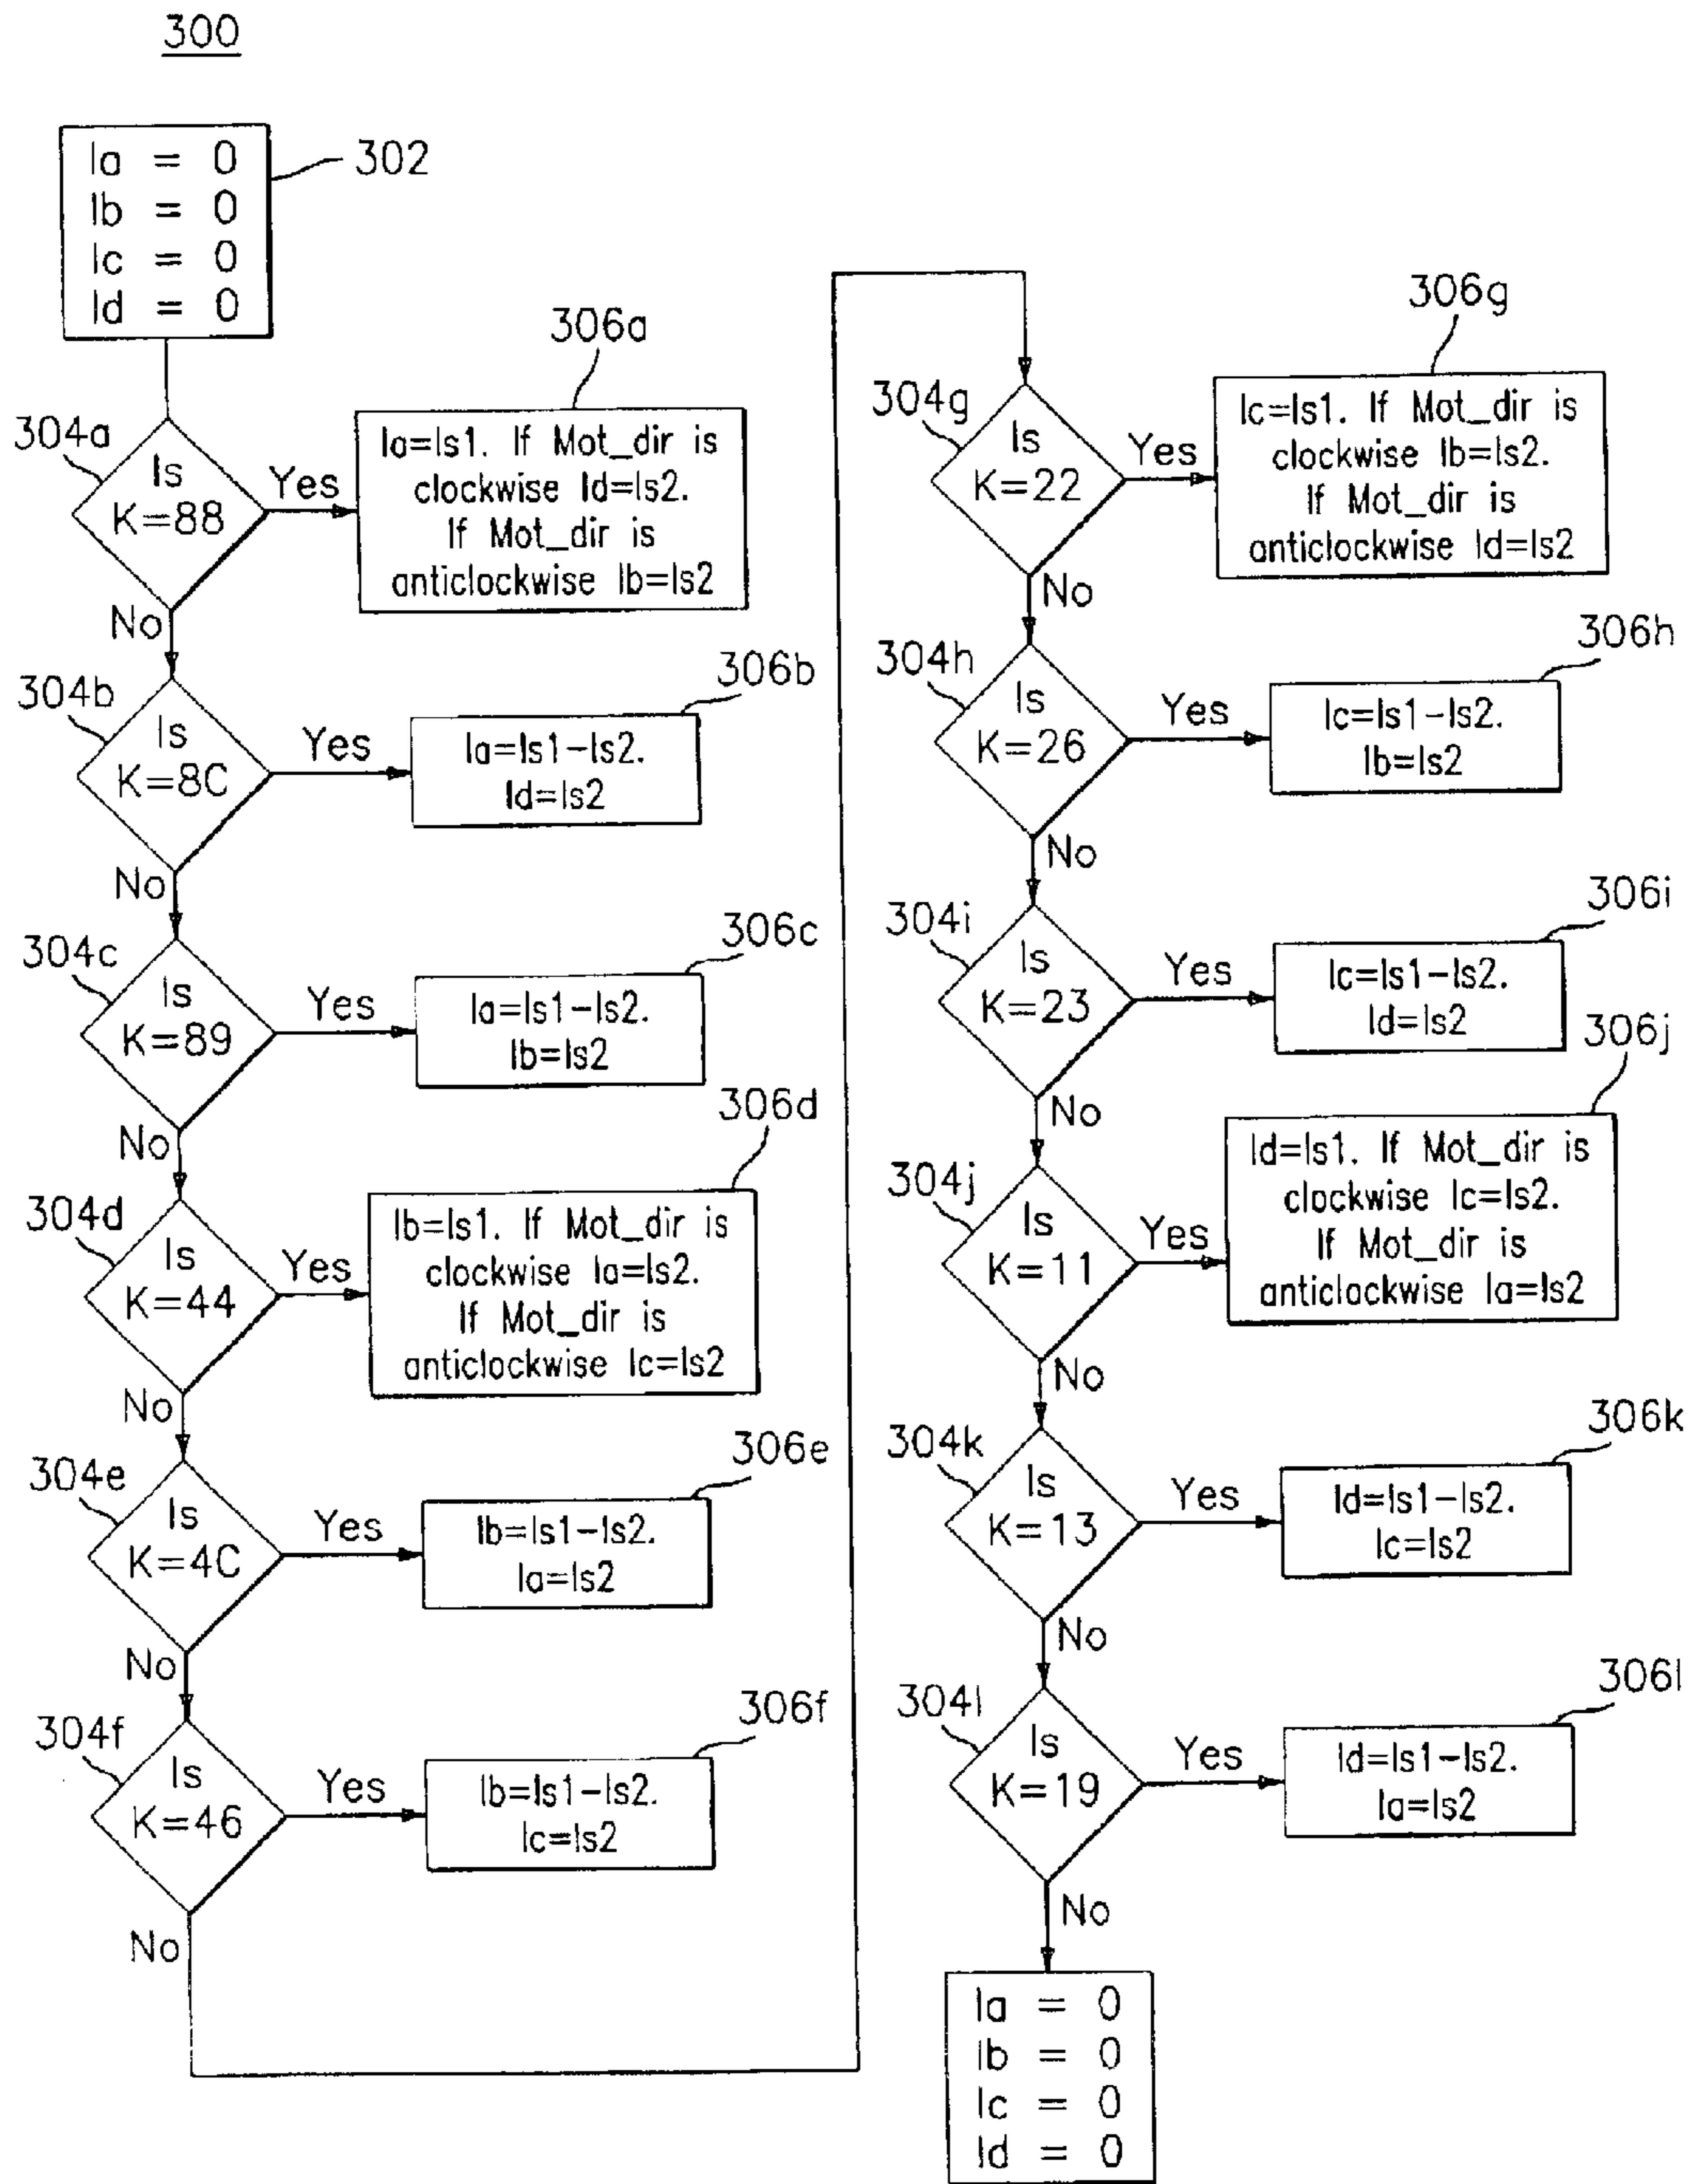 300
Ia = 0
Ib = 0
Ic = 0
Id = 0
302
304a
Is
K=88
Yes
No
306a
Ia=Is1. If Mot_dir is
clockwise Id=Is2.
If Mot_dir is
anticlockwise Ib=Is2
304b
Is
K=8C
Yes
No
306b
Ia=Is1-Is2.
Id=Is2
304c
Is
K=89
Yes
No
306c
Ia=Is1-Is2.
Ib=Is2
304d
Is
K=44
Yes
No
306d
Ib=Is1. If Mot_dir is
clockwise Ia=Is2.
If Mot_dir is
anticlockwise Ic=Is2
304e
Is
K=4C
Yes
No
306e
Ib=Is1-Is2.
Ia=Is2
304f
Is
K=46
Yes
No
306f
Ib=Is1-Is2.
Ic=Is2
304g
Is
K=22
Yes
No
306g
Ic=Is1. If Mot_dir is
clockwise Ib=Is2.
If Mot_dir is
anticlockwise Id=Is2
304h
Is
K=26
Yes
No
306h
Ic=Is1-Is2.
Ib=Is2
304i
Is
K=23
Yes
No
306i
Ic=Is1-Is2.
Id=Is2
304j
Is
K=11
Yes
No
306j
Id=Is1. If Mot_dir is
clockwise Ic=Is2.
If Mot_dir is
anticlockwise Ia=Is2
304k
Is
K=13
Yes
No
306k
Id=Is1-Is2.
Ic=Is2
304l
Is
K=19
Yes
No
306l
Id=Is1-Is2.
Ia=Is2
Ia = 0
Ib = 0
Ic = 0
Id = 0